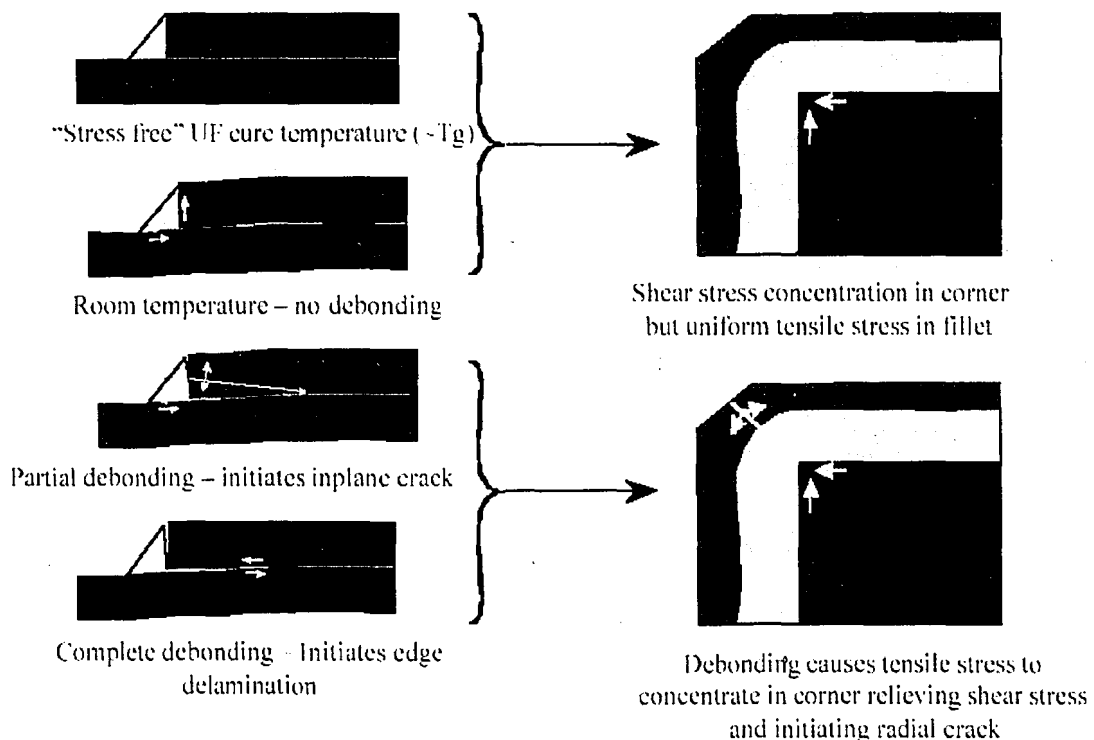 “Stress free” UF cure temperature (~Tg)
Room temperature – no debonding
Partial debonding – initiates inplane crack
Complete debonding – Initiates edge
delamination
Shear stress concentration in corner
but uniform tensile stress in fillet
Debonding causes tensile stress to
concentrate in corner relieving shear stress
and initiating radial crack